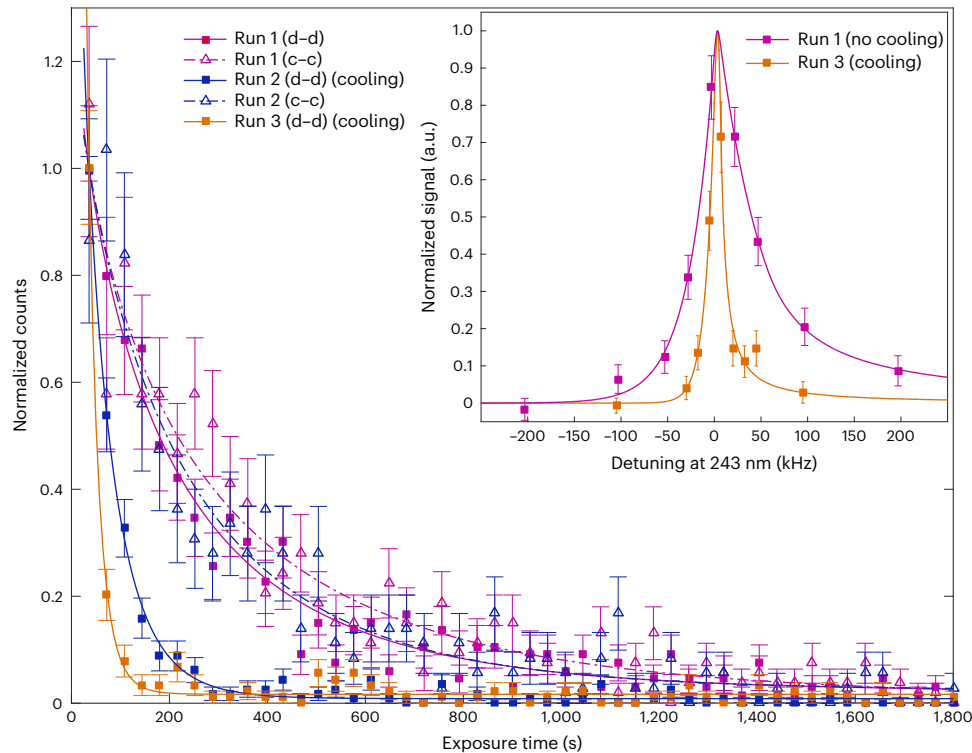 Run 1 (d–d)
Run 1 (c–c)
Run 2 (d–d) (cooling)
Run 2 (c–c)
Run 3 (d–d) (cooling)
Normalized counts
1.2
1.0
0.8
0.6
0.4
0.2
0
0 200 400 600 800 1,000 1,200 1,400 1,600 1,800
Exposure time (s)
Run 1 (no cooling)
Run 3 (cooling)
Normalized signal (a.u.)
1.0
0.9
0.8
0.7
0.6
0.5
0.4
0.3
0.2
0.1
0
–200 –150 –100 –50 0 50 100 150 200
Detuning at 243 nm (kHz)